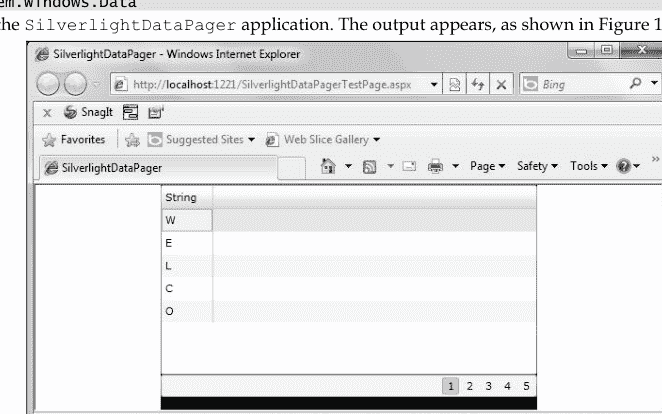 em.Windows.Data
the SilverlightDataPager application. The output appears, as shown in Figure 1
SilverlightDataPager - Windows Internet Explorer
http://localhost:1221/SilverlightDataPagerTestPage.aspx Bing
x SnagIt
Favorites Suggested Sites Web Slice Gallery
SilverlightDataPager Page Safety Tools
String
W
E
L
C
O
1 2 3 4 5